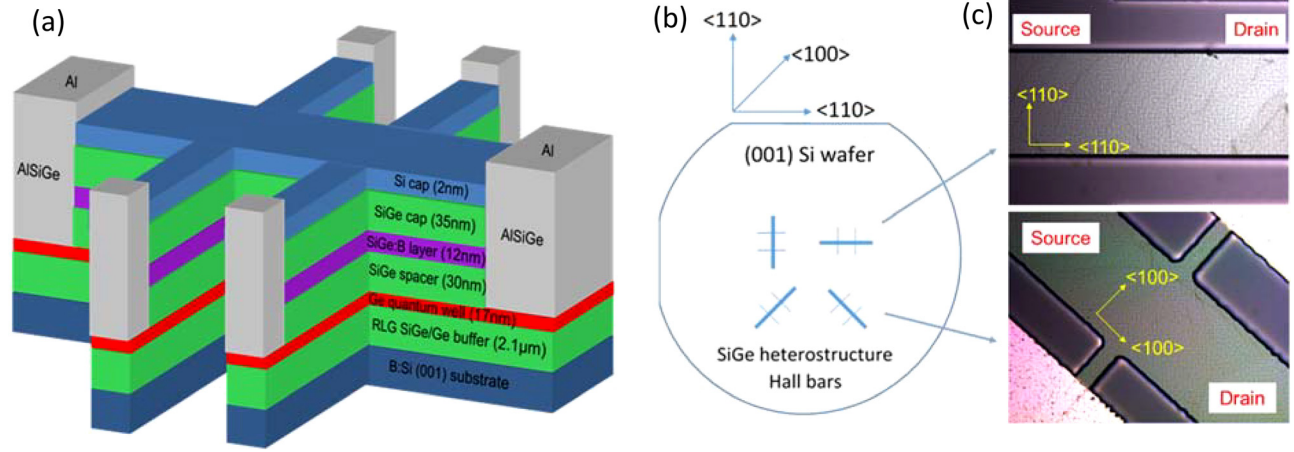 (a)
Al
AlSiGe
Al
AlSiGe
Si cap (2nm)
SiGe cap (35nm)
SiGe:B layer (12nm)
SiGe spacer (30nm)
Ge quantum well (17nm)
RLG SiGe/Ge buffer (2.1μm)
B:Si (001) substrate
(b)
<110>
<100>
<110>
(001) Si wafer
SiGe heterostructure
Hall bars
(c)
Source
Drain
<110>
<110>
Source
<100>
<100>
Drain